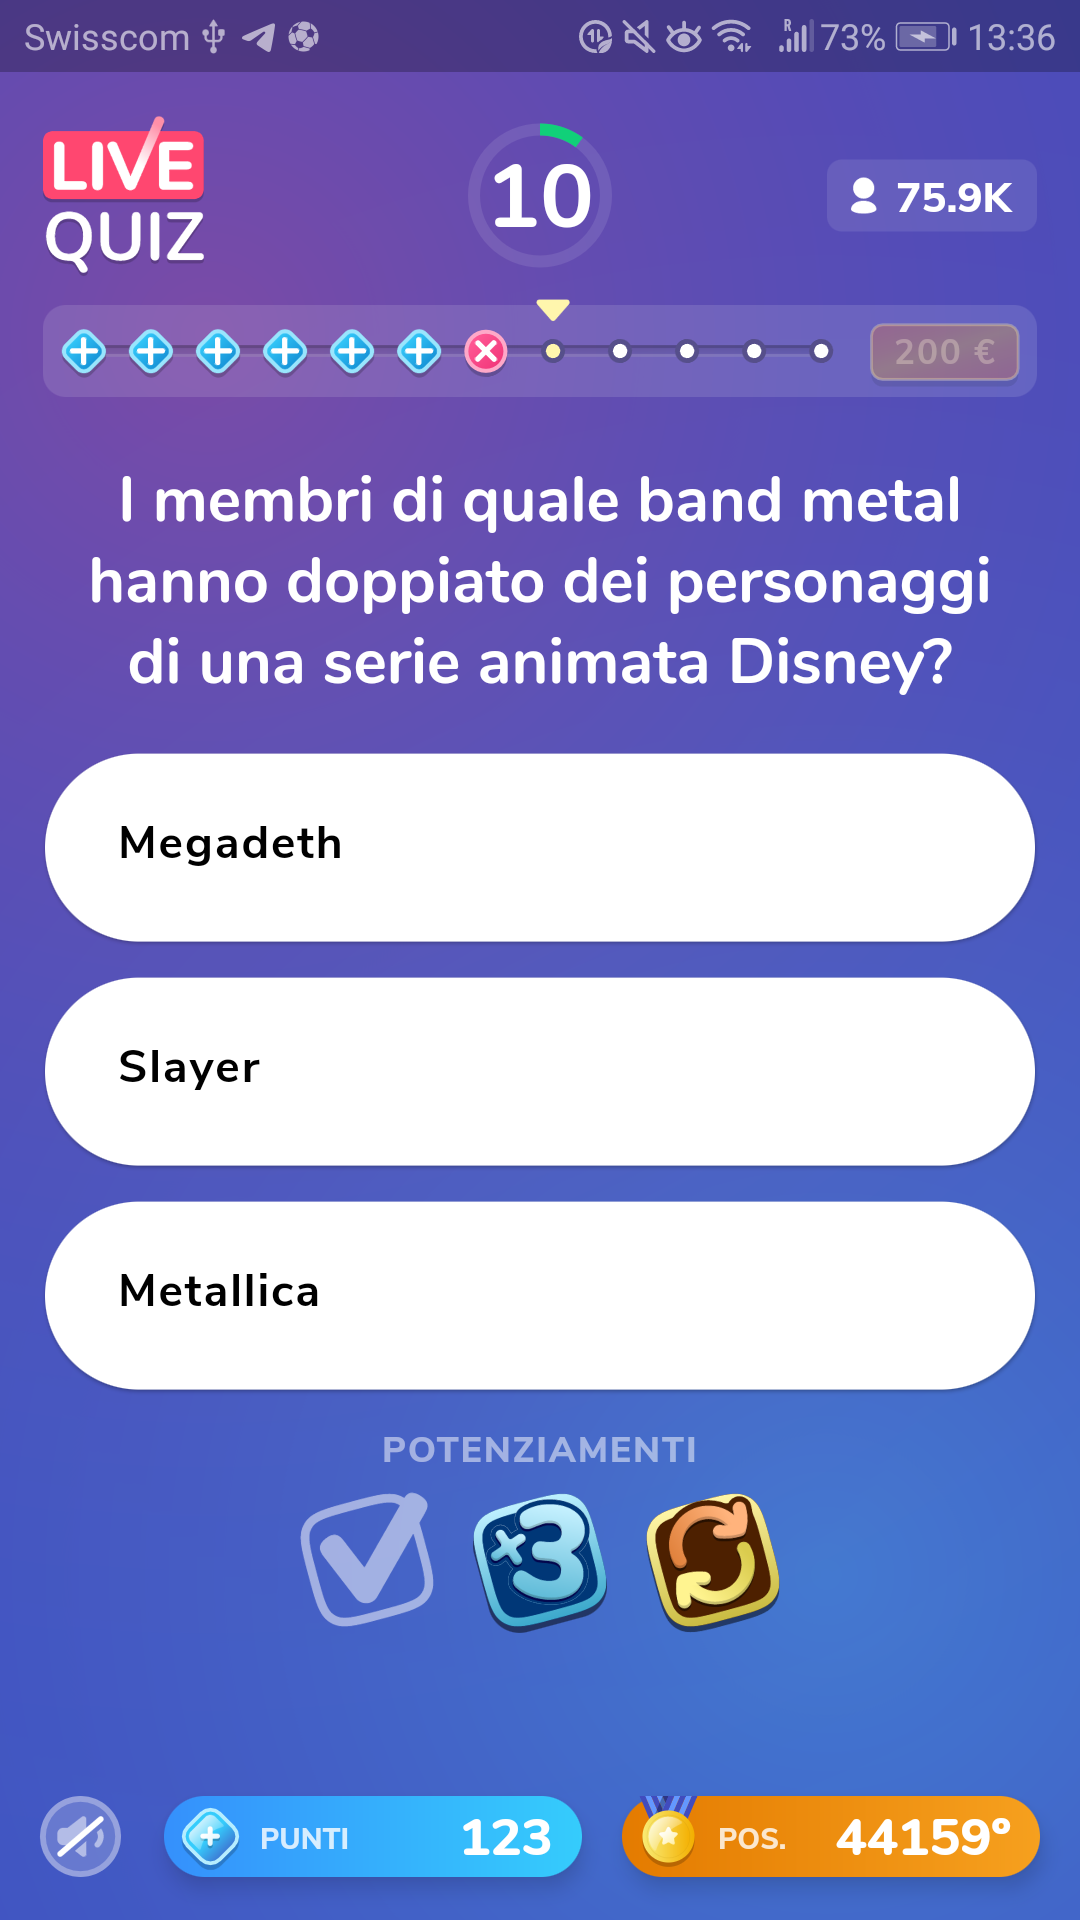 Swisscom
R
73%
13:36
LIVE
QUIZ
10
75.9K
200 €
I membri di quale band metal
hanno doppiato dei personaggi
di una serie animata Disney?
Megadeth
Slayer
Metallica
POTENZIAMENTI
×3
PUNTI
123
POS.
44159°